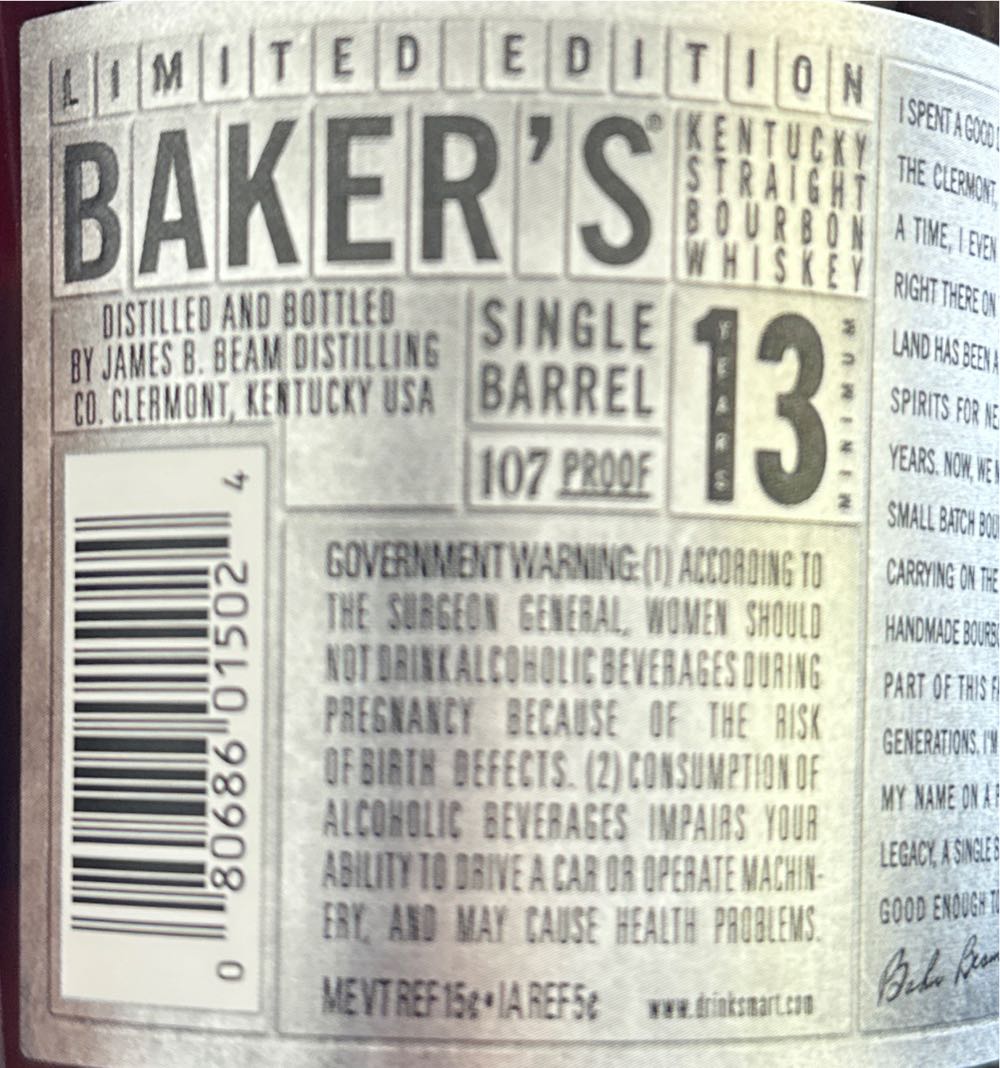 LIMITED EDITION
BAKER'S®
KENTUCKY
STRAIGHT
BOURBON
WHISKEY
DISTILLED AND BOTTLED
BY JAMES B. BEAM DISTILLING
CO. CLERMONT, KENTUCKY USA
SINGLE
BARREL
107 PROOF
13
YEARS
MINIMUM
0 80686 01502 4
GOVERNMENT WARNING: (1) ACCORDING TO
THE SURGEON GENERAL, WOMEN SHOULD
NOT DRINK ALCOHOLIC BEVERAGES DURING
PREGNANCY BECAUSE OF THE RISK
OF BIRTH DEFECTS. (2) CONSUMPTION OF
ALCOHOLIC BEVERAGES IMPAIRS YOUR
ABILITY TO DRIVE A CAR OR OPERATE MACHIN-
ERY, AND MAY CAUSE HEALTH PROBLEMS.
ME VT REF 15¢ • IA REF 5¢
www.drinksmart.com
I SPENT A GOOD
THE CLERMONT,
A TIME, I EVEN
RIGHT THERE ON
LAND HAS BEEN A
SPIRITS FOR
YEARS. NOW, WE
SMALL BATCH
CARRYING ON THE
HANDMADE
PART OF THIS
GENERATIONS. I'M
MY NAME ON A
LEGACY, A SINGLE
GOOD ENOUGH
Baker Beam